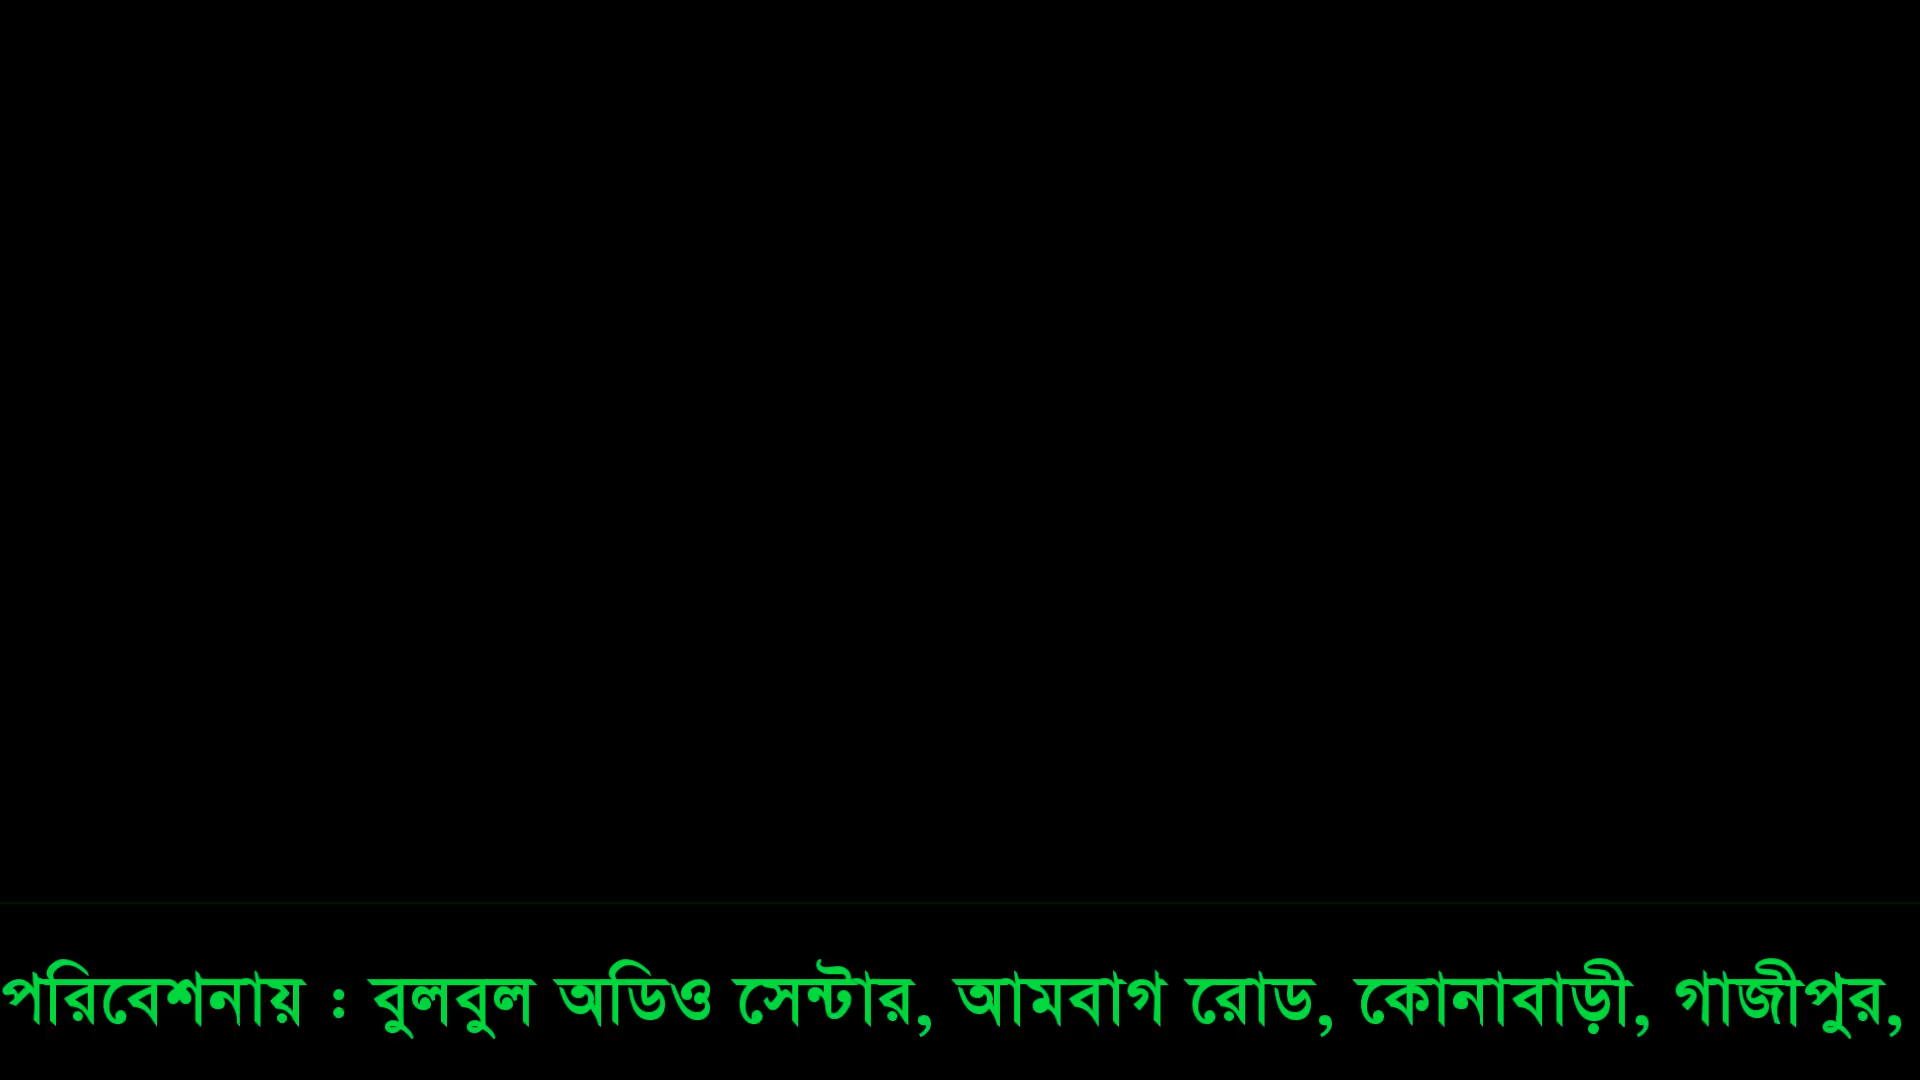 পরিবেশনায় : বুলবুল অডিও সেন্টার, আমবাগ রোড, কোনাবাড়ী, গাজীপুর,